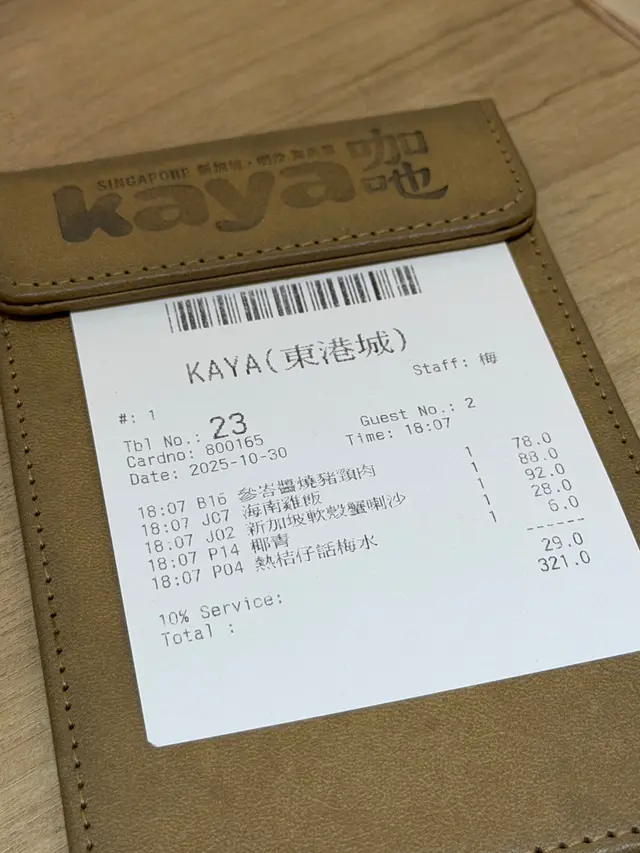 SINGAPORE 新加坡・喇沙 海南雞
kaya 咖吔
KAYA(東港城)
#: 1 Staff: 梅
Tbl No.: 23 Guest No.: 2
Cardno: 800165 Time: 18:07
Date: 2025-10-30
18:07 B16 參峇醬燒豬頸肉 1 78.0
18:07 JC7 海南雞飯 1 88.0
18:07 J02 新加坡軟殼蟹喇沙 1 92.0
18:07 P14 椰青 1 28.0
18:07 P04 熱桔仔話梅水 1 6.0
------
10% Service: 29.0
Total : 321.0